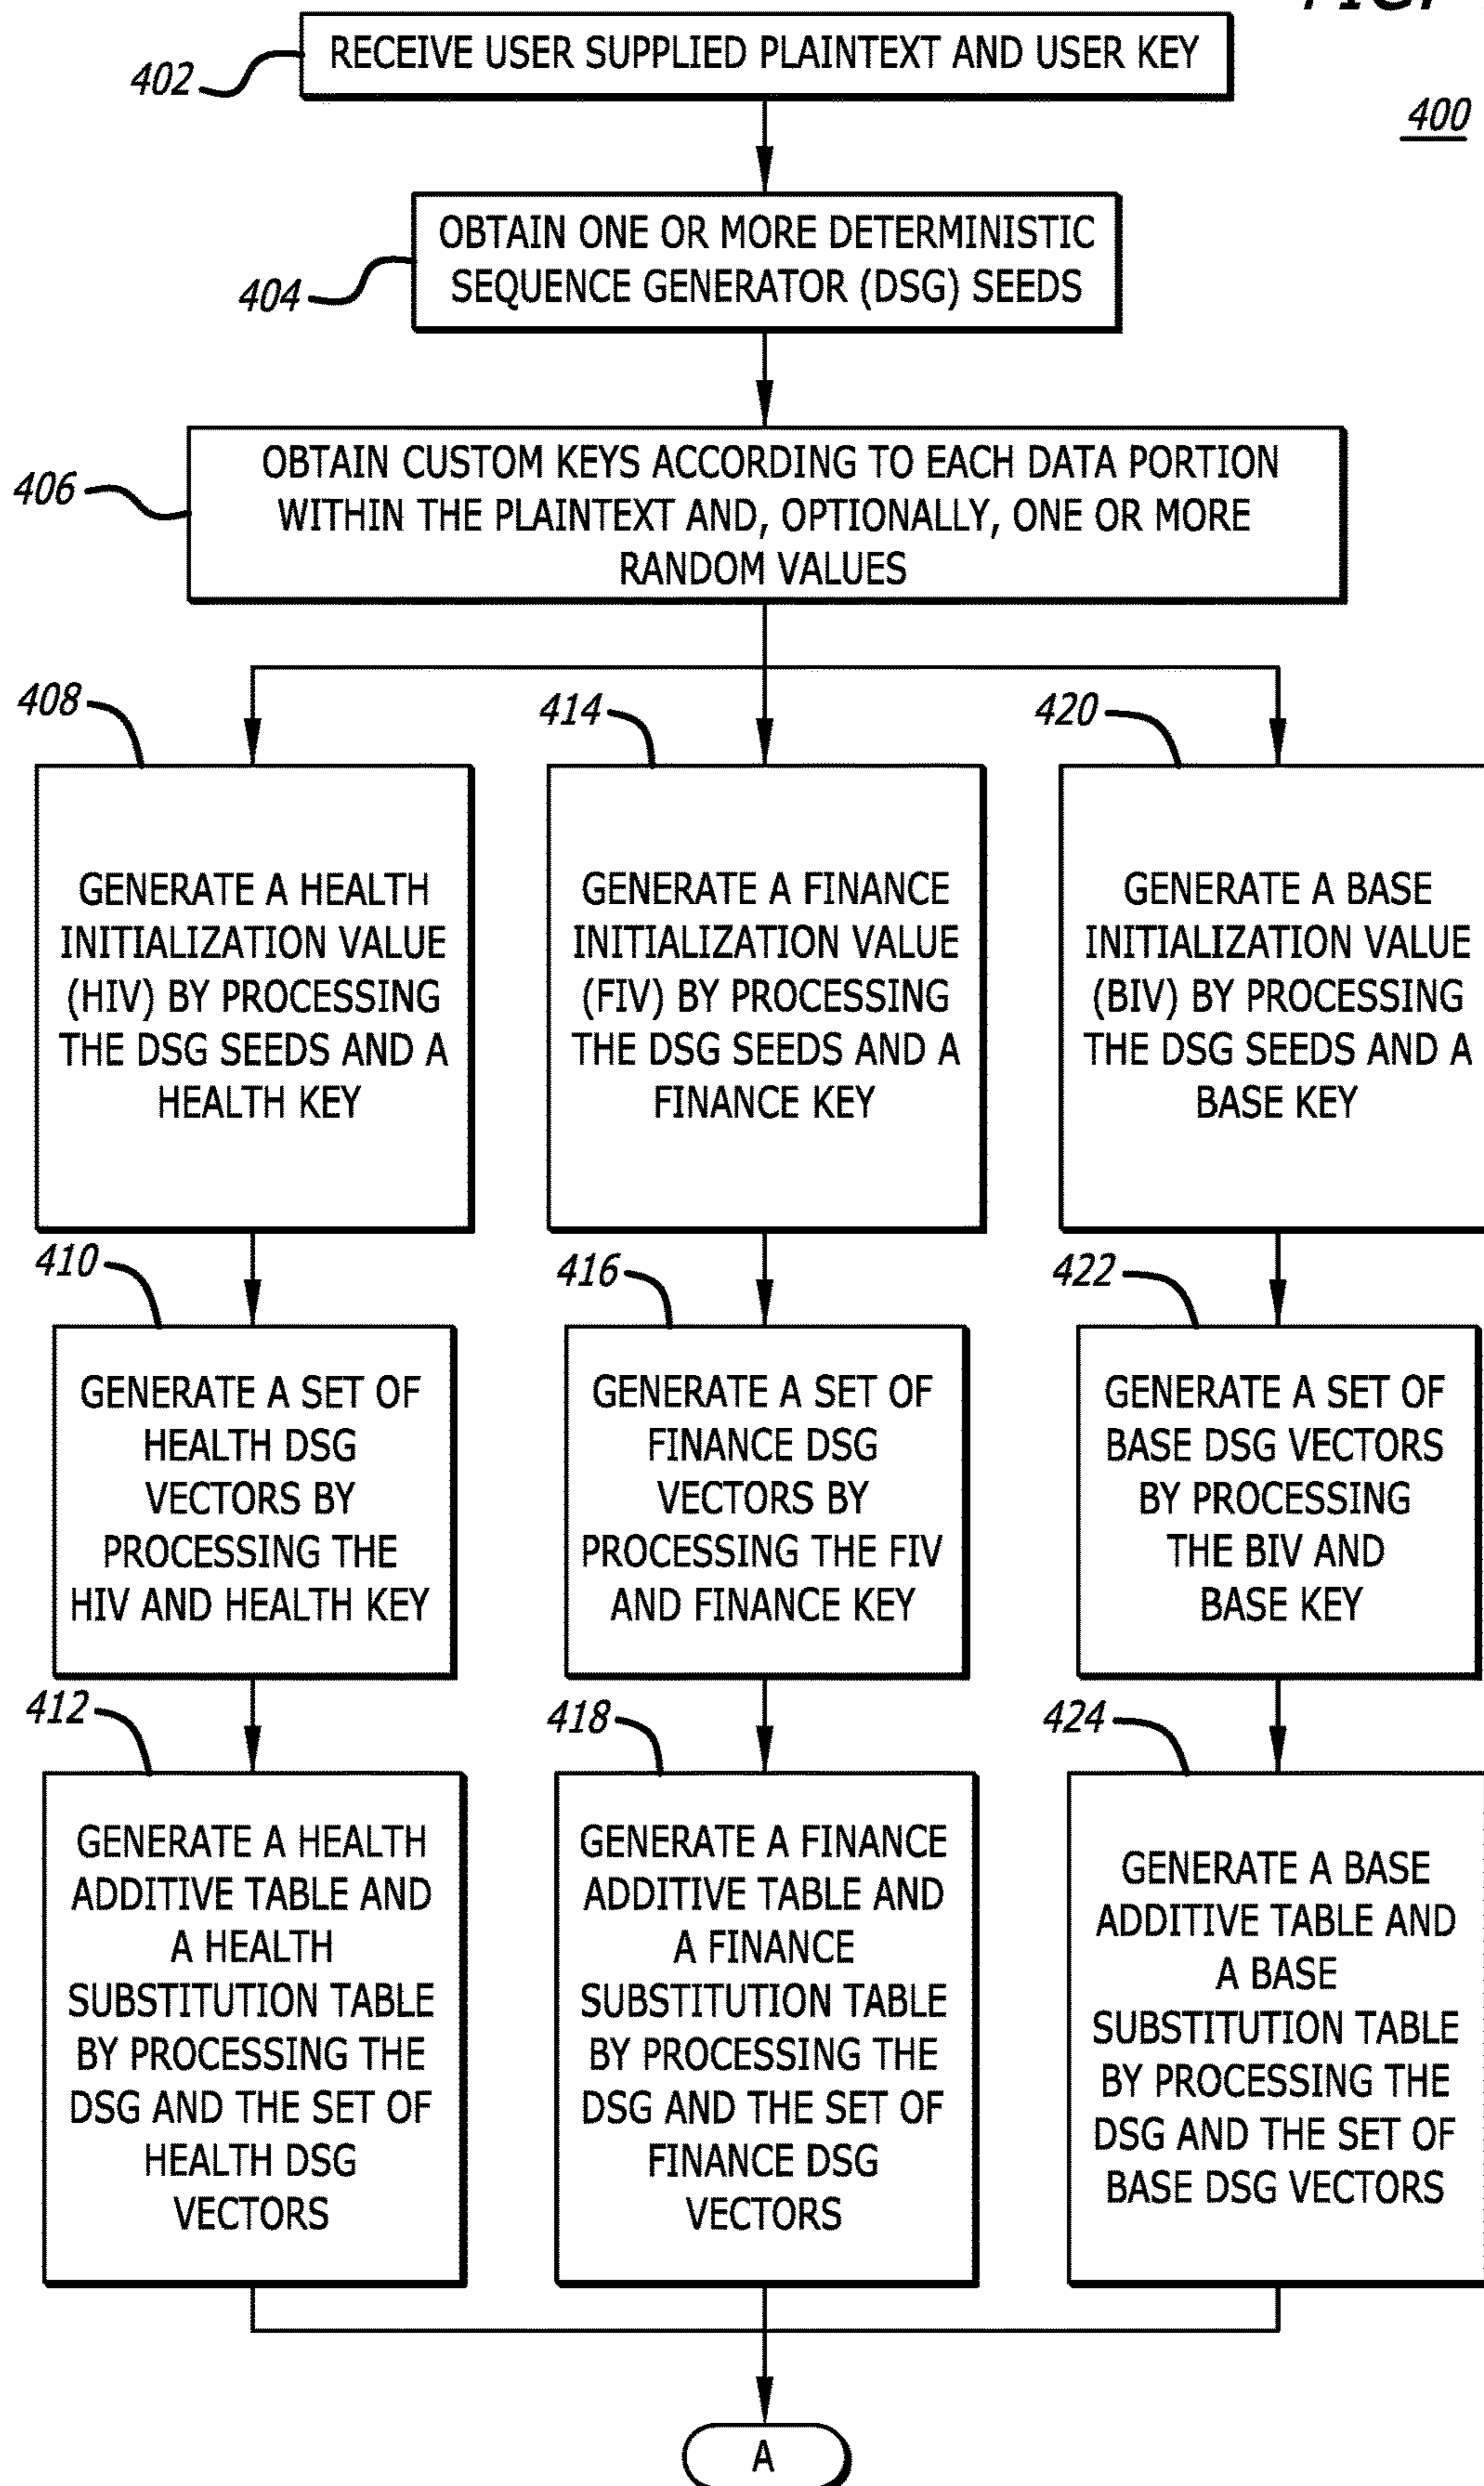 FIG.
400
402
RECEIVE USER SUPPLIED PLAINTEXT AND USER KEY
404
OBTAIN ONE OR MORE DETERMINISTIC
SEQUENCE GENERATOR (DSG) SEEDS
406
OBTAIN CUSTOM KEYS ACCORDING TO EACH DATA PORTION
WITHIN THE PLAINTEXT AND, OPTIONALLY, ONE OR MORE
RANDOM VALUES
408
GENERATE A HEALTH
INITIALIZATION VALUE
(HIV) BY PROCESSING
THE DSG SEEDS AND A
HEALTH KEY
410
GENERATE A SET OF
HEALTH DSG
VECTORS BY
PROCESSING THE
HIV AND HEALTH KEY
412
GENERATE A HEALTH
ADDITIVE TABLE AND
A HEALTH
SUBSTITUTION TABLE
BY PROCESSING THE
DSG AND THE SET OF
HEALTH DSG
VECTORS
414
GENERATE A FINANCE
INITIALIZATION VALUE
(FIV) BY PROCESSING
THE DSG SEEDS AND A
FINANCE KEY
416
GENERATE A SET OF
FINANCE DSG
VECTORS BY
PROCESSING THE FIV
AND FINANCE KEY
418
GENERATE A FINANCE
ADDITIVE TABLE AND
A FINANCE
SUBSTITUTION TABLE
BY PROCESSING THE
DSG AND THE SET OF
FINANCE DSG
VECTORS
420
GENERATE A BASE
INITIALIZATION VALUE
(BIV) BY PROCESSING
THE DSG SEEDS AND A
BASE KEY
422
GENERATE A SET OF
BASE DSG VECTORS
BY PROCESSING
THE BIV AND
BASE KEY
424
GENERATE A BASE
ADDITIVE TABLE AND
A BASE
SUBSTITUTION TABLE
BY PROCESSING THE
DSG AND THE SET OF
BASE DSG VECTORS
A